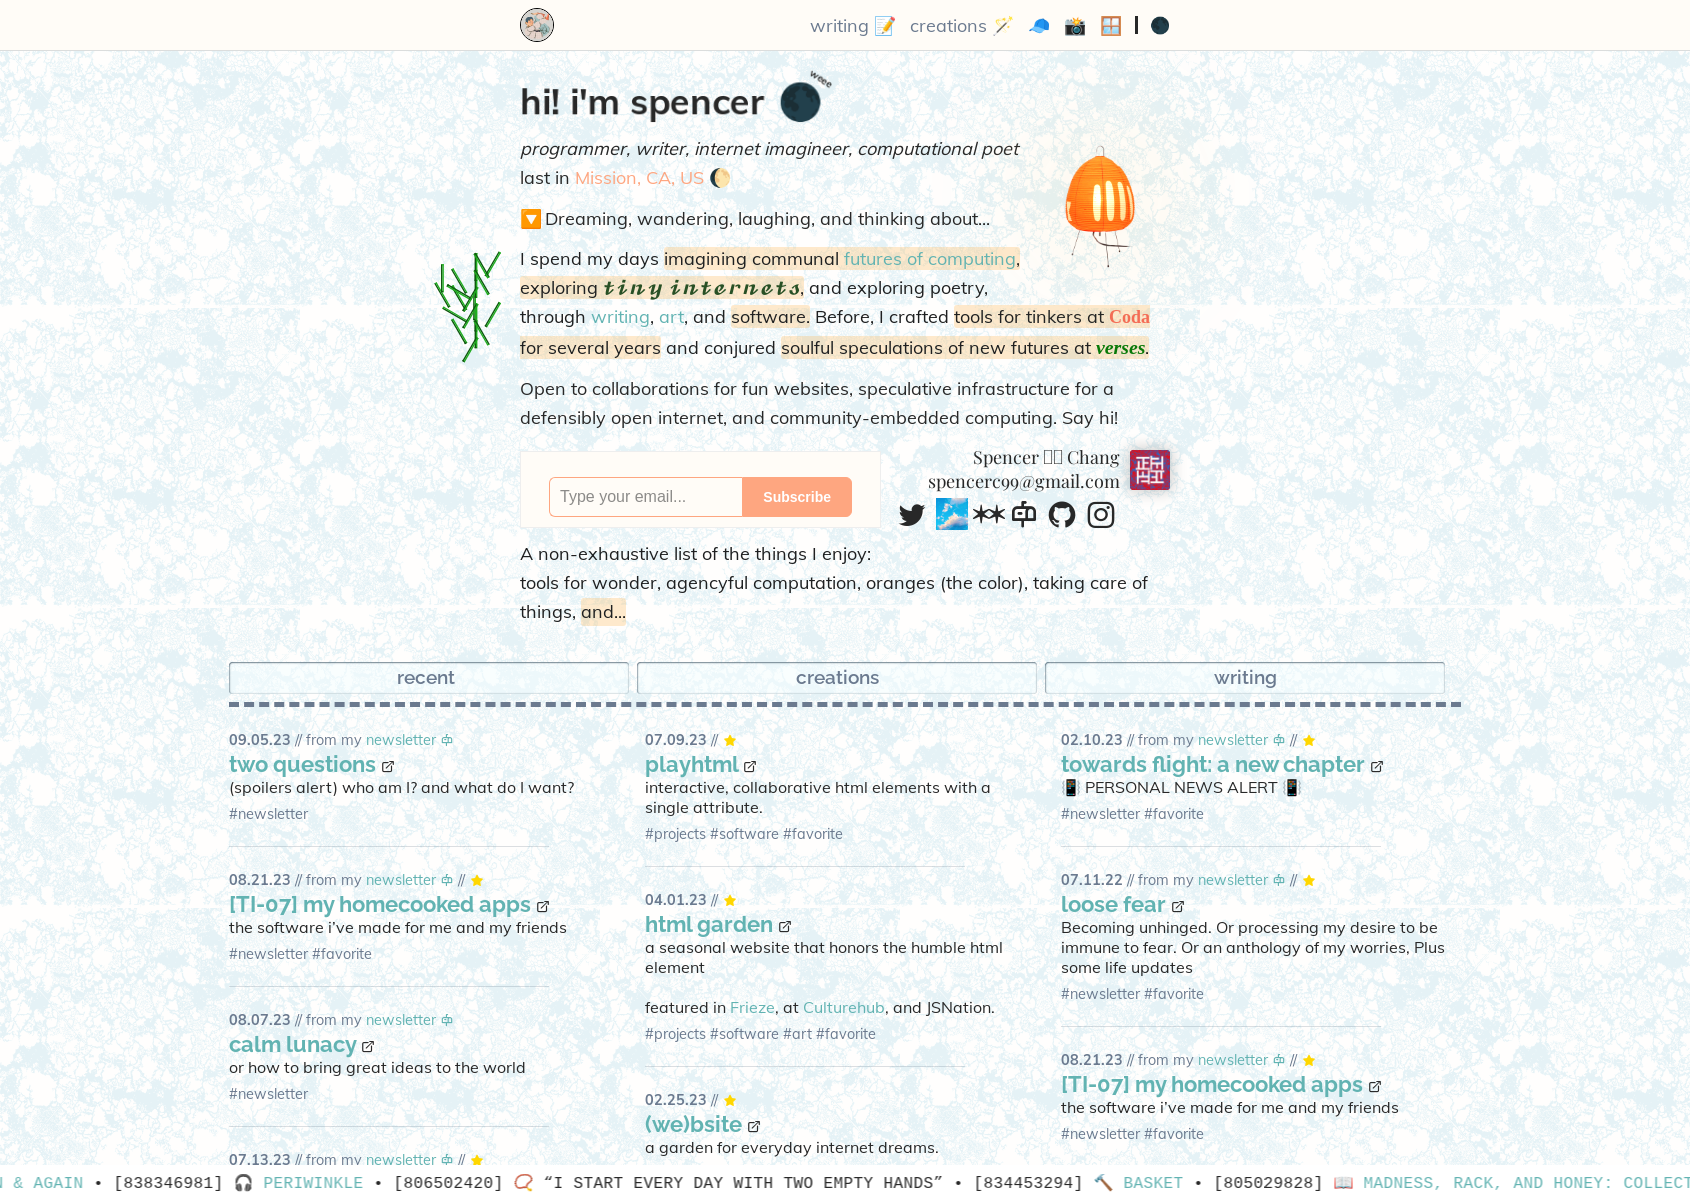 writing 📝 creations 🪄 🧢 📸 🪟 | 🌑
weee
hi! i'm spencer 🌑
programmer, writer, internet imagineer, computational poet
last in Mission, CA, US 🌔
🔽 Dreaming, wandering, laughing, and thinking about...
I spend my days imagining communal futures of computing,
exploring tiny internets, and exploring poetry,
through writing, art, and software. Before, I crafted tools for tinkers at Coda
for several years and conjured soulful speculations of new futures at verses.
Open to collaborations for fun websites, speculative infrastructure for a
defensibly open internet, and community-embedded computing. Say hi!
Type your email...
Subscribe
Spencer Chang
spencerc99@gmail.com
A non-exhaustive list of the things I enjoy:
tools for wonder, agencyful computation, oranges (the color), taking care of
things, and...
recent
creations
writing
09.05.23 // from my newsletter
two questions
(spoilers alert) who am I? and what do I want?
#newsletter
08.21.23 // from my newsletter // ⭐
[TI-07] my homecooked apps
the software i've made for me and my friends
#newsletter #favorite
08.07.23 // from my newsletter
calm lunacy
or how to bring great ideas to the world
#newsletter
07.13.23 // from my newsletter // ⭐
07.09.23 // ⭐
playhtml
interactive, collaborative html elements with a
single attribute.
#projects #software #favorite
04.01.23 // ⭐
html garden
a seasonal website that honors the humble html
element
featured in Frieze, at Culturehub, and JSNation.
#projects #software #art #favorite
02.25.23 // ⭐
(we)bsite
a garden for everyday internet dreams.
02.10.23 // from my newsletter // ⭐
towards flight: a new chapter
📳 PERSONAL NEWS ALERT 📳
#newsletter #favorite
07.11.22 // from my newsletter // ⭐
loose fear
Becoming unhinged. Or processing my desire to be
immune to fear. Or an anthology of my worries, Plus
some life updates
#newsletter #favorite
08.21.23 // from my newsletter // ⭐
[TI-07] my homecooked apps
the software i've made for me and my friends
#newsletter #favorite
N & AGAIN • [838346981] 🎧 PERIWINKLE • [806502420] 📿 “I START EVERY DAY WITH TWO EMPTY HANDS” • [834453294] 🔨 BASKET • [805029828] 📖 MADNESS, RACK, AND HONEY: COLLECT